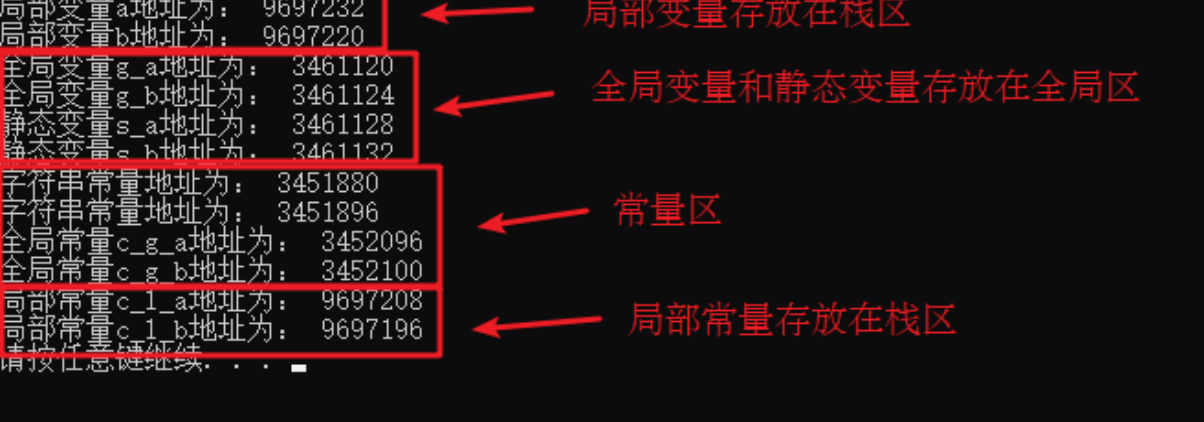 局部变量a地址为： 9697232
局部变量存放在栈区
局部变量b地址为： 9697220
全局变量g_a地址为： 3461120
全局变量g_b地址为： 3461124
全局变量和静态变量存放在全局区
静态变量s_a地址为： 3461128
静态变量s_b地址为： 3461132
字符串常量地址为： 3451880
字符串常量地址为： 3451896
常量区
全局常量c_g_a地址为： 3452096
全局常量c_g_b地址为： 3452100
局部常量c_l_a地址为： 9697208
局部常量c_l_b地址为： 9697196
局部常量存放在栈区
请按任意键继续. . .